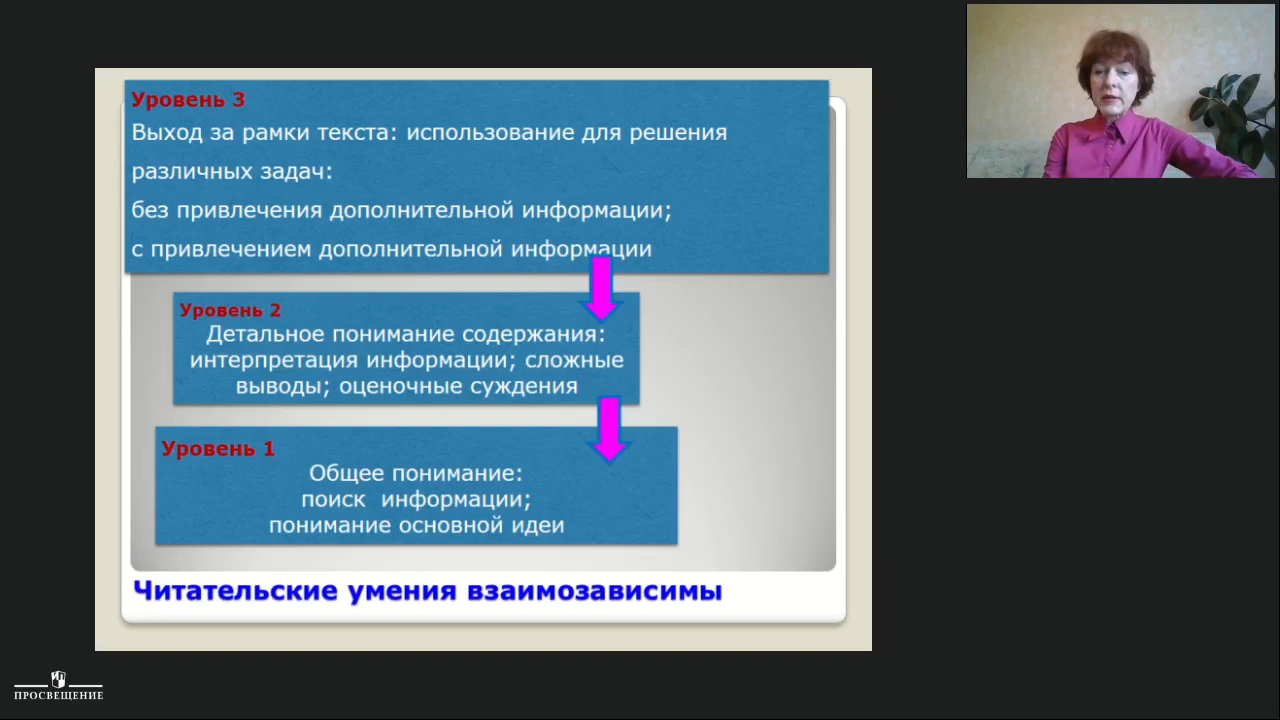 Уровень 3
Выход за рамки текста: использование для решения
различных задач:
без привлечения дополнительной информации;
с привлечением дополнительной информации
Уровень 2
Детальное понимание содержания:
интерпретация информации; сложные
выводы; оценочные суждения
Уровень 1
Общее понимание:
поиск информации;
понимание основной идеи
Читательские умения взаимозависимы
ПРОСВЕЩЕНИЕ